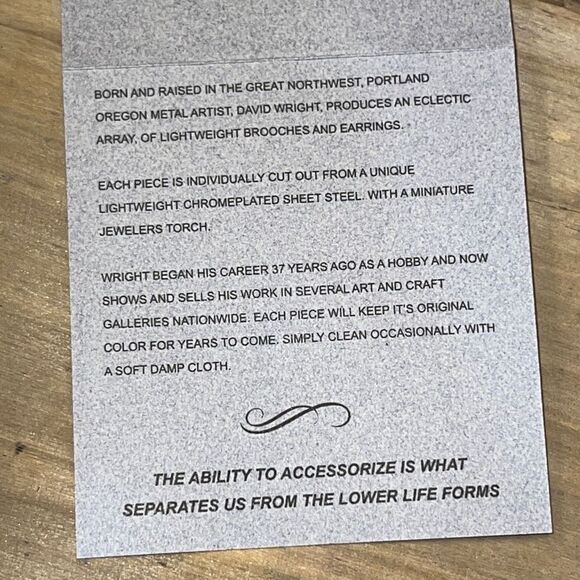 BORN AND RAISED IN THE GREAT NORTHWEST, PORTLAND
OREGON METAL ARTIST, DAVID WRIGHT, PRODUCES AN ECLECTIC
ARRAY, OF LIGHTWEIGHT BROOCHES AND EARRINGS.
EACH PIECE IS INDIVIDUALLY CUT OUT FROM A UNIQUE
LIGHTWEIGHT CHROMEPLATED SHEET STEEL. WITH A MINIATURE
JEWELERS TORCH.
WRIGHT BEGAN HIS CAREER 37 YEARS AGO AS A HOBBY AND NOW
SHOWS AND SELLS HIS WORK IN SEVERAL ART AND CRAFT
GALLERIES NATIONWIDE. EACH PIECE WILL KEEP IT'S ORIGINAL
COLOR FOR YEARS TO COME. SIMPLY CLEAN OCCASIONALLY WITH
A SOFT DAMP CLOTH.
THE ABILITY TO ACCESSORIZE IS WHAT
SEPARATES US FROM THE LOWER LIFE FORMS